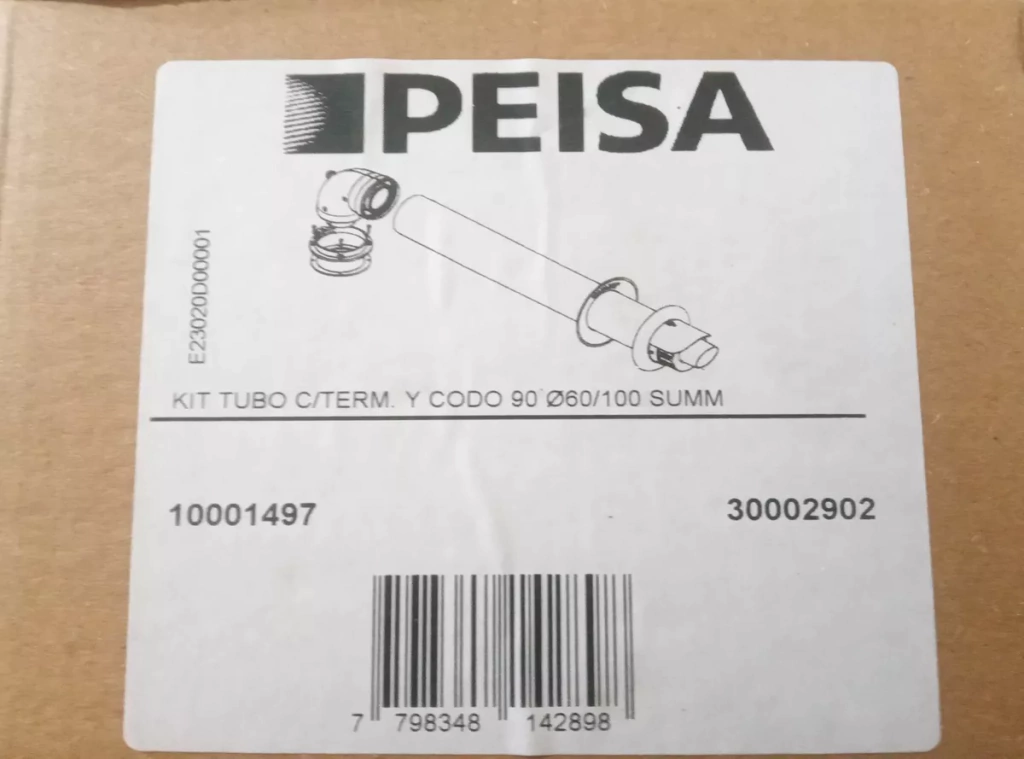 PEISA
E23020D00001
KIT TUBO C/TERM. Y CODO 90° Ø60/100 SUMM
10001497 30002902
7 798348 142898